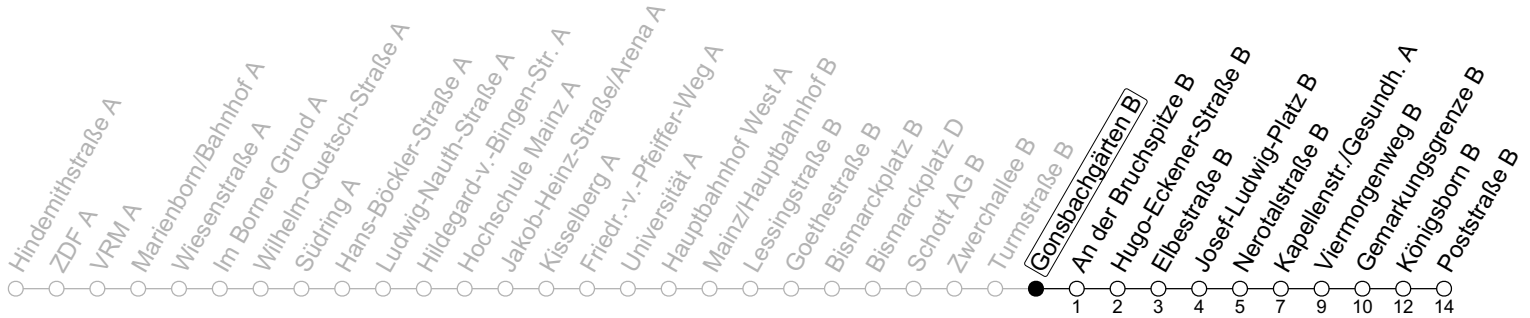 Hindemithstraße A
ZDF A
VRM A
Marienborn/Bahnhof A
Wiesenstraße A
Im Borner Grund A
Wilhelm-Quetsch-Straße A
Südring A
Hans-Böckler-Straße A
Ludwig-Nauth-Straße A
Hildegard-v.-Bingen-Str. A
Hochschule Mainz A
Jakob-Heinz-Straße/Arena A
Kisselberg A
Friedr.-v.-Pfeiffer-Weg A
Universität A
Hauptbahnhof West A
Mainz/Hauptbahnhof B
Lessingstraße B
Goethestraße B
Bismarckplatz B
Bismarckplatz D
Schott AG B
Zwerchallee B
Turmstraße B
Gonsbachgärten B
An der Bruchspitze B
Hugo-Eckener-Straße B
Elbestraße B
Josef-Ludwig-Platz B
Nerotalstraße B
Kapellenstr./Gesundh. A
Viermorgenweg B
Gemarkungsgrenze B
Königsborn B
Poststraße B
1 2 3 4 5 7 9 10 12 14